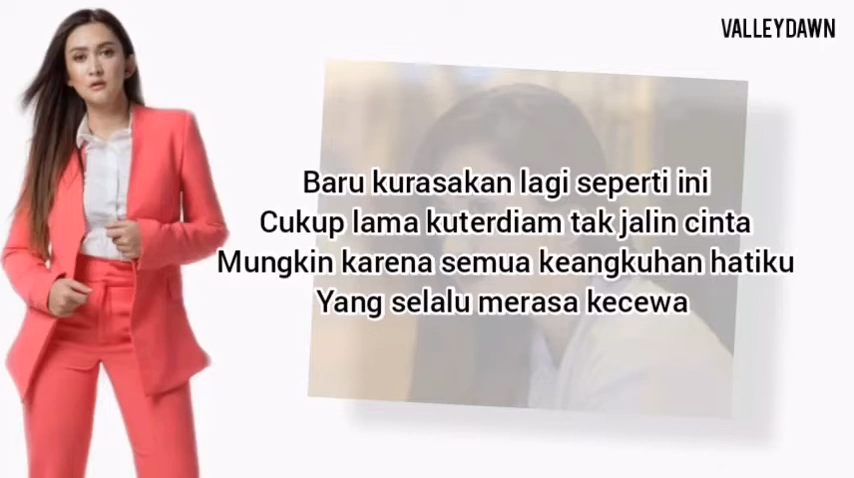 VALLEYDAWN
Baru kurasakan lagi seperti ini
Cukup lama kuterdiam tak jalin cinta
Mungkin karena semua keangkuhan hatiku
Yang selalu merasa kecewa